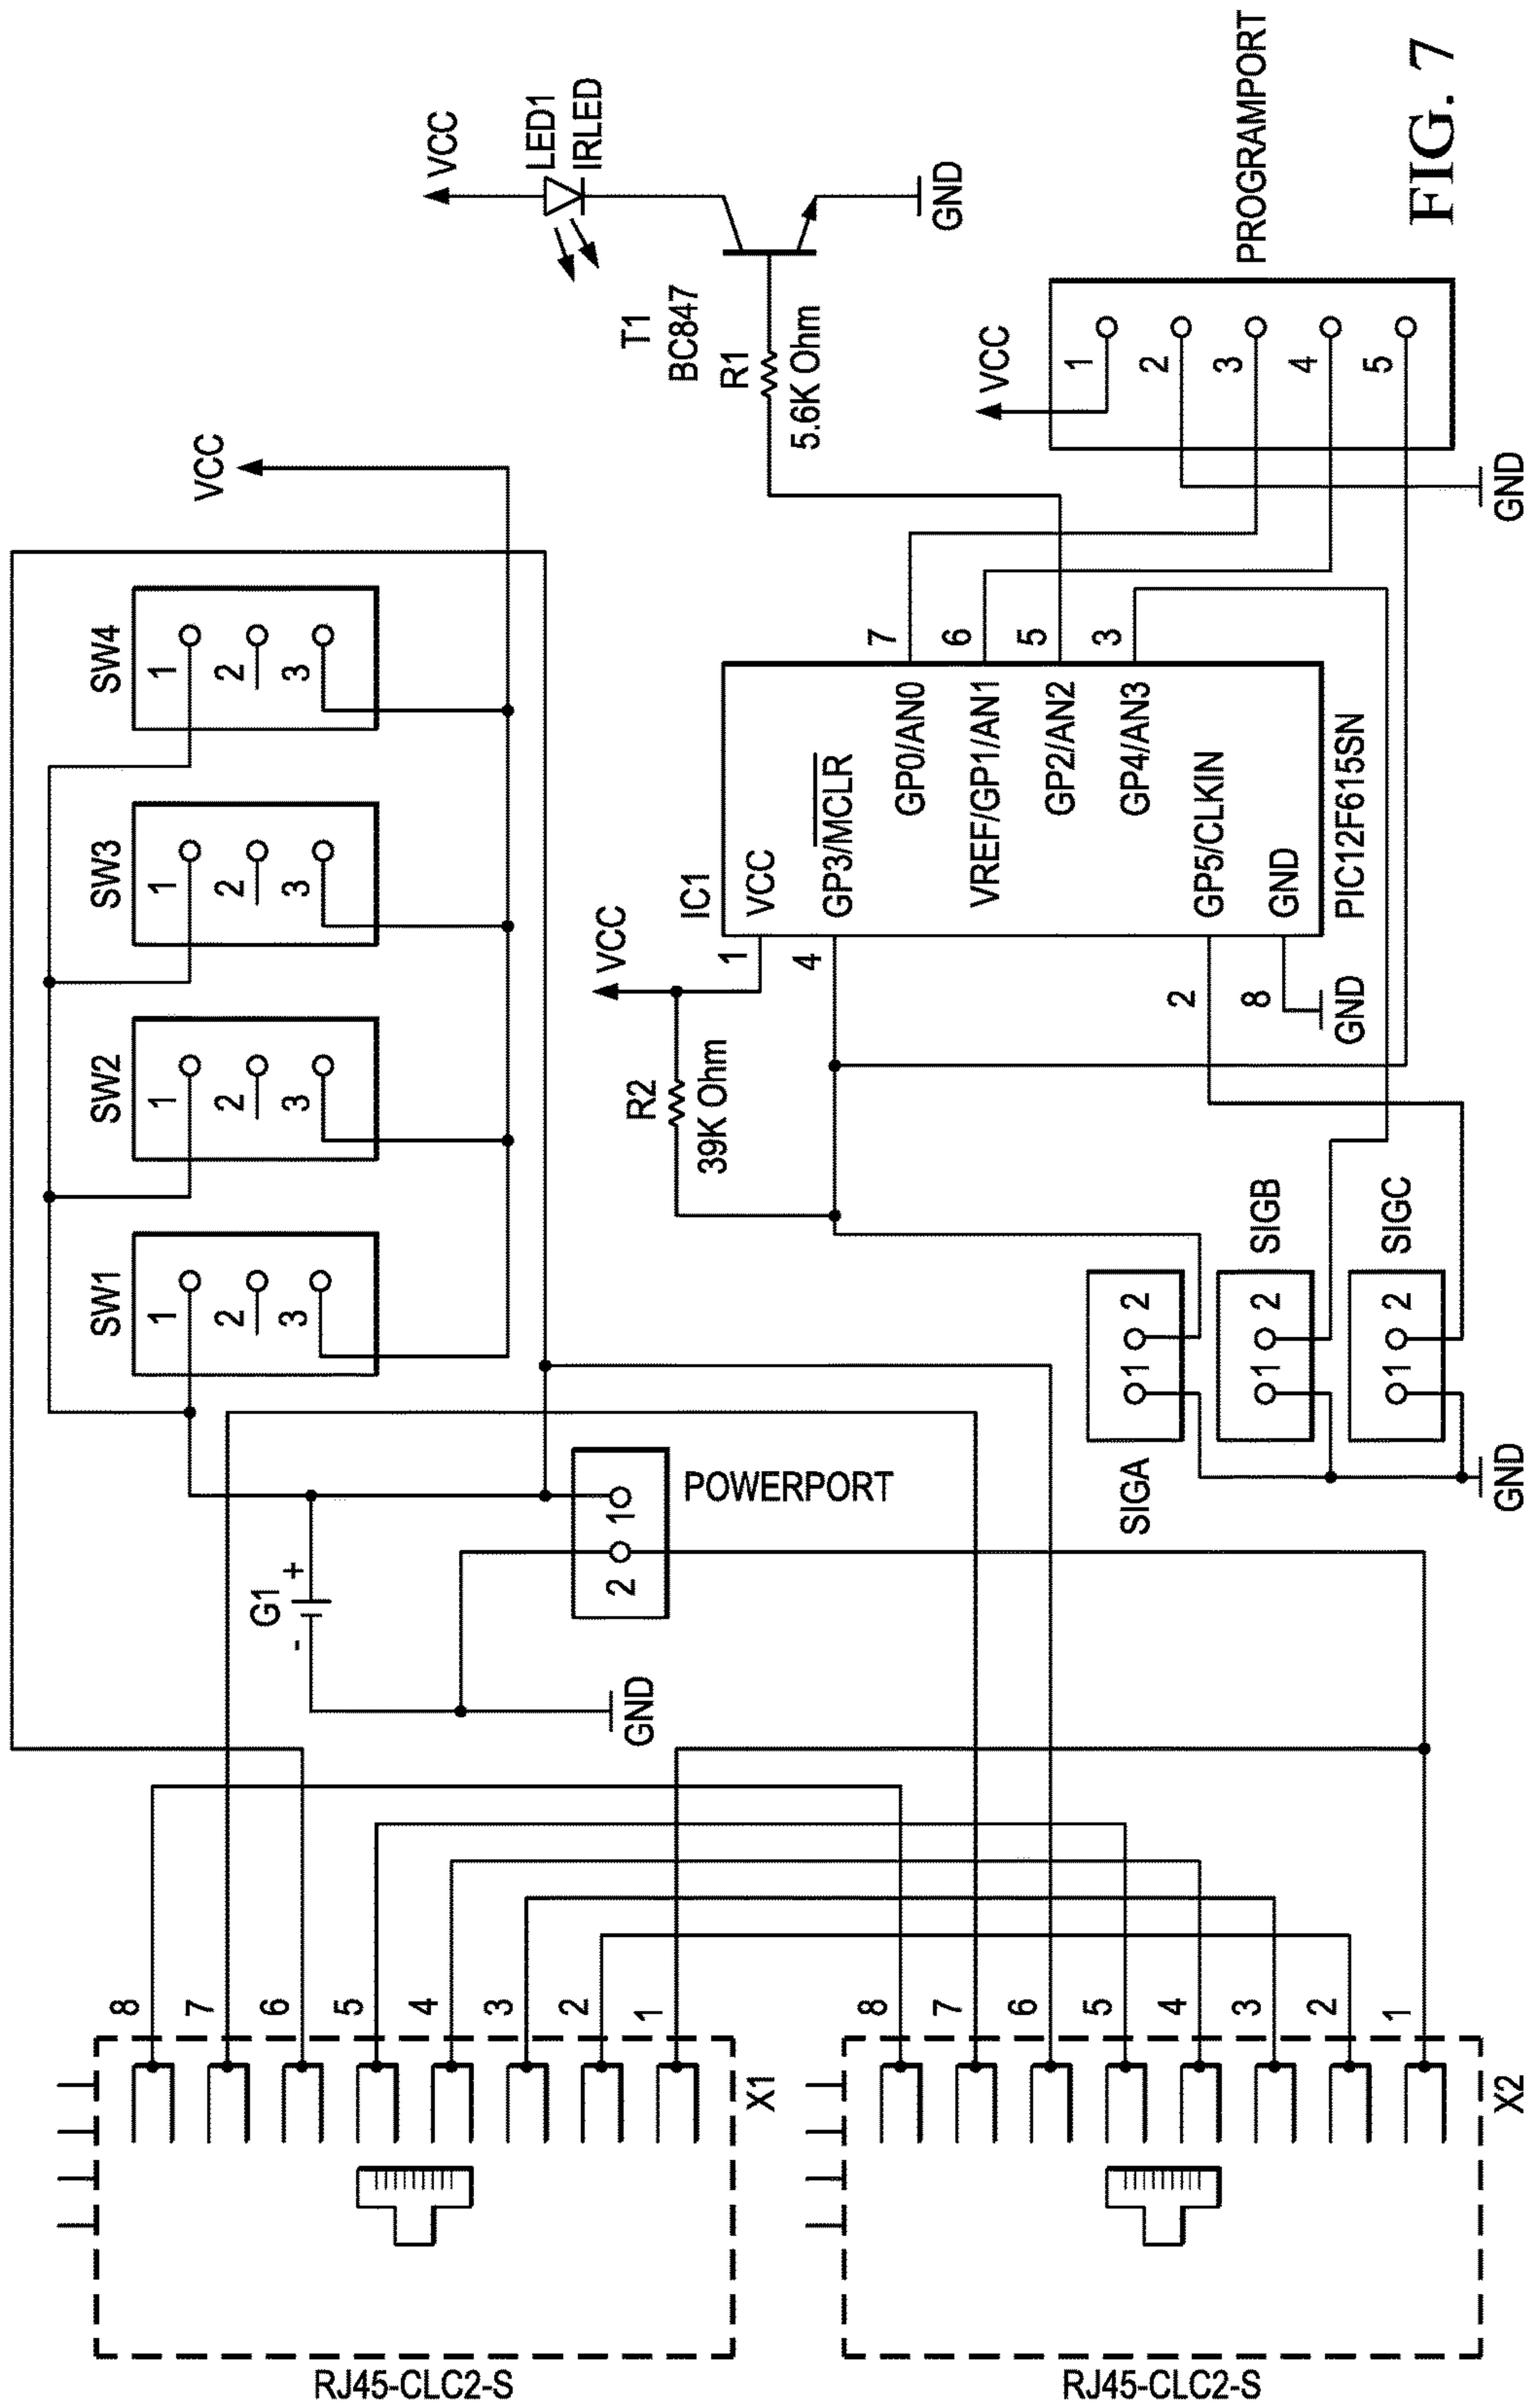 SW1
1
2
3
SW2
1
2
3
SW3
1
2
3
SW4
1
2
3
VCC
VCC
LED1
IRLED
T1
BC847
R1
5.6K Ohm
GND
G1
+
-
GND
1
2
POWERPORT
R2
39K Ohm
VCC
IC1
1
VCC
4
GP3/MCLR
GP0/AN0
7
VREF/GP1/AN1
6
GP2/AN2
5
GP4/AN3
3
2
GP5/CLKIN
8
GND
GND
PIC12F615SN
VCC
1
2
3
4
5
GND
PROGRAMPORT
SIGA
1
2
SIGB
1
2
SIGC
1
2
GND
8
7
6
5
4
3
2
1
X1
RJ45-CLC2-S
8
7
6
5
4
3
2
1
X2
RJ45-CLC2-S
FIG. 7